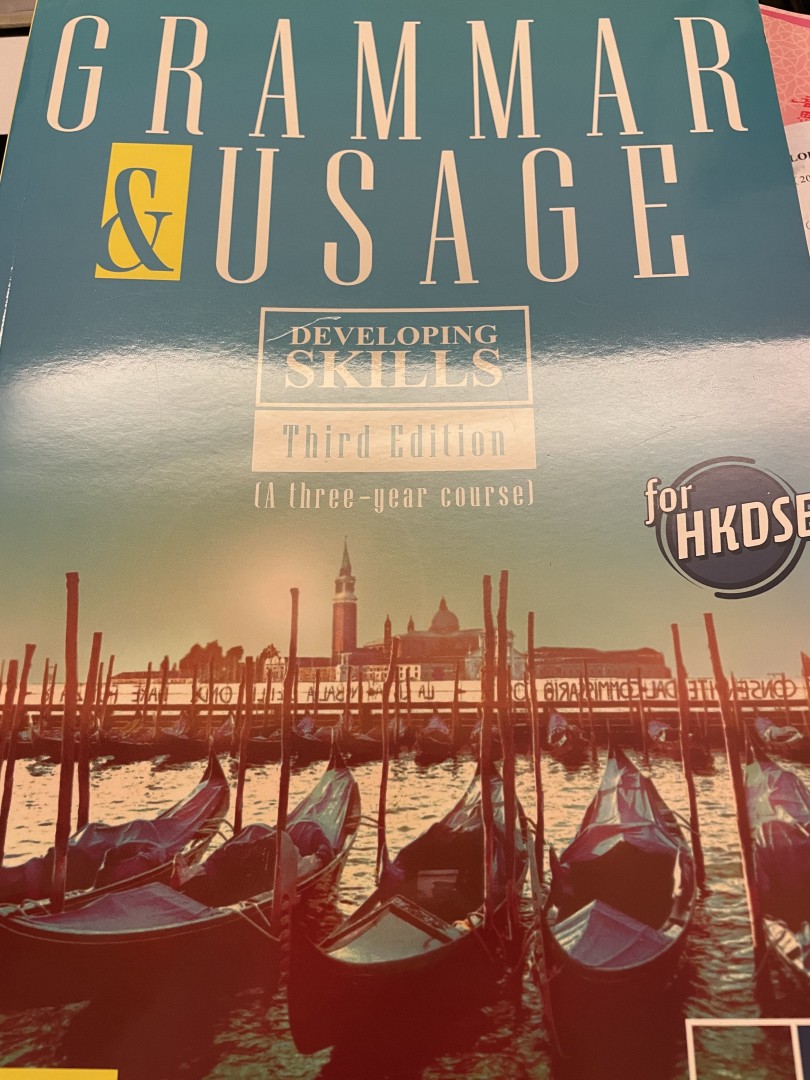 GRAMMAR
& USAGE
DEVELOPING
SKILLS
Third Edition
(A three-year course)
for
HKDSE